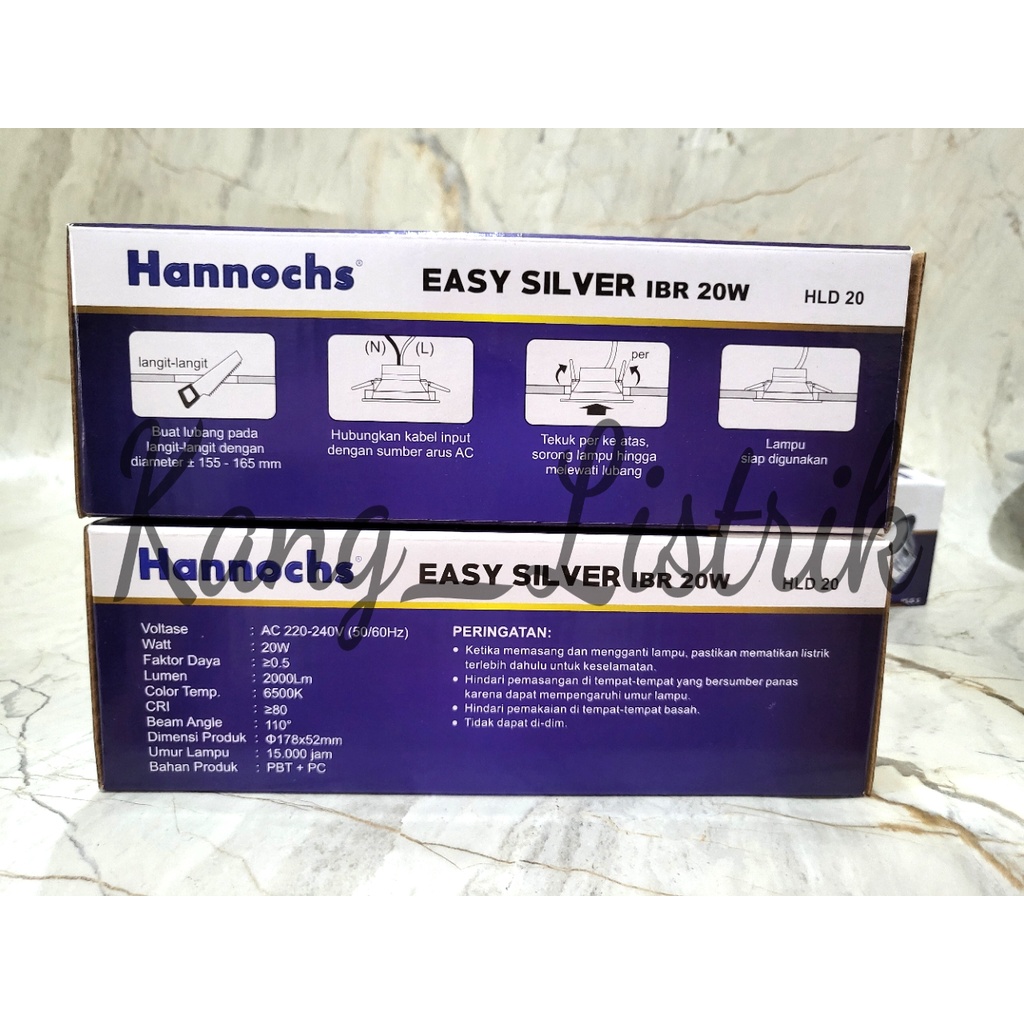 Hannochs®
EASY SILVER IBR 20W
HLD 20
langit-langit
(N) (L)
per
Buat lubang pada
langit-langit dengan
diameter ± 155 - 165 mm
Hubungkan kabel input
dengan sumber arus AC
Tekuk per ke atas,
sorong lampu hingga
melewati lubang
Lampu
siap digunakan
Kang_Listrik
Hannochs®
EASY SILVER IBR 20W
HLD 20
Voltase : AC 220-240V (50/60Hz)
Watt : 20W
Faktor Daya : ≥0.5
Lumen : 2000Lm
Color Temp. : 6500K
CRI : ≥80
Beam Angle : 110°
Dimensi Produk : Φ178x52mm
Umur Lampu : 15.000 jam
Bahan Produk : PBT + PC
PERINGATAN:
• Ketika memasang dan mengganti lampu, pastikan mematikan listrik
terlebih dahulu untuk keselamatan.
• Hindari pemasangan di tempat-tempat yang bersumber panas
karena dapat mempengaruhi umur lampu.
• Hindari pemakaian di tempat-tempat basah.
• Tidak dapat di-dim.